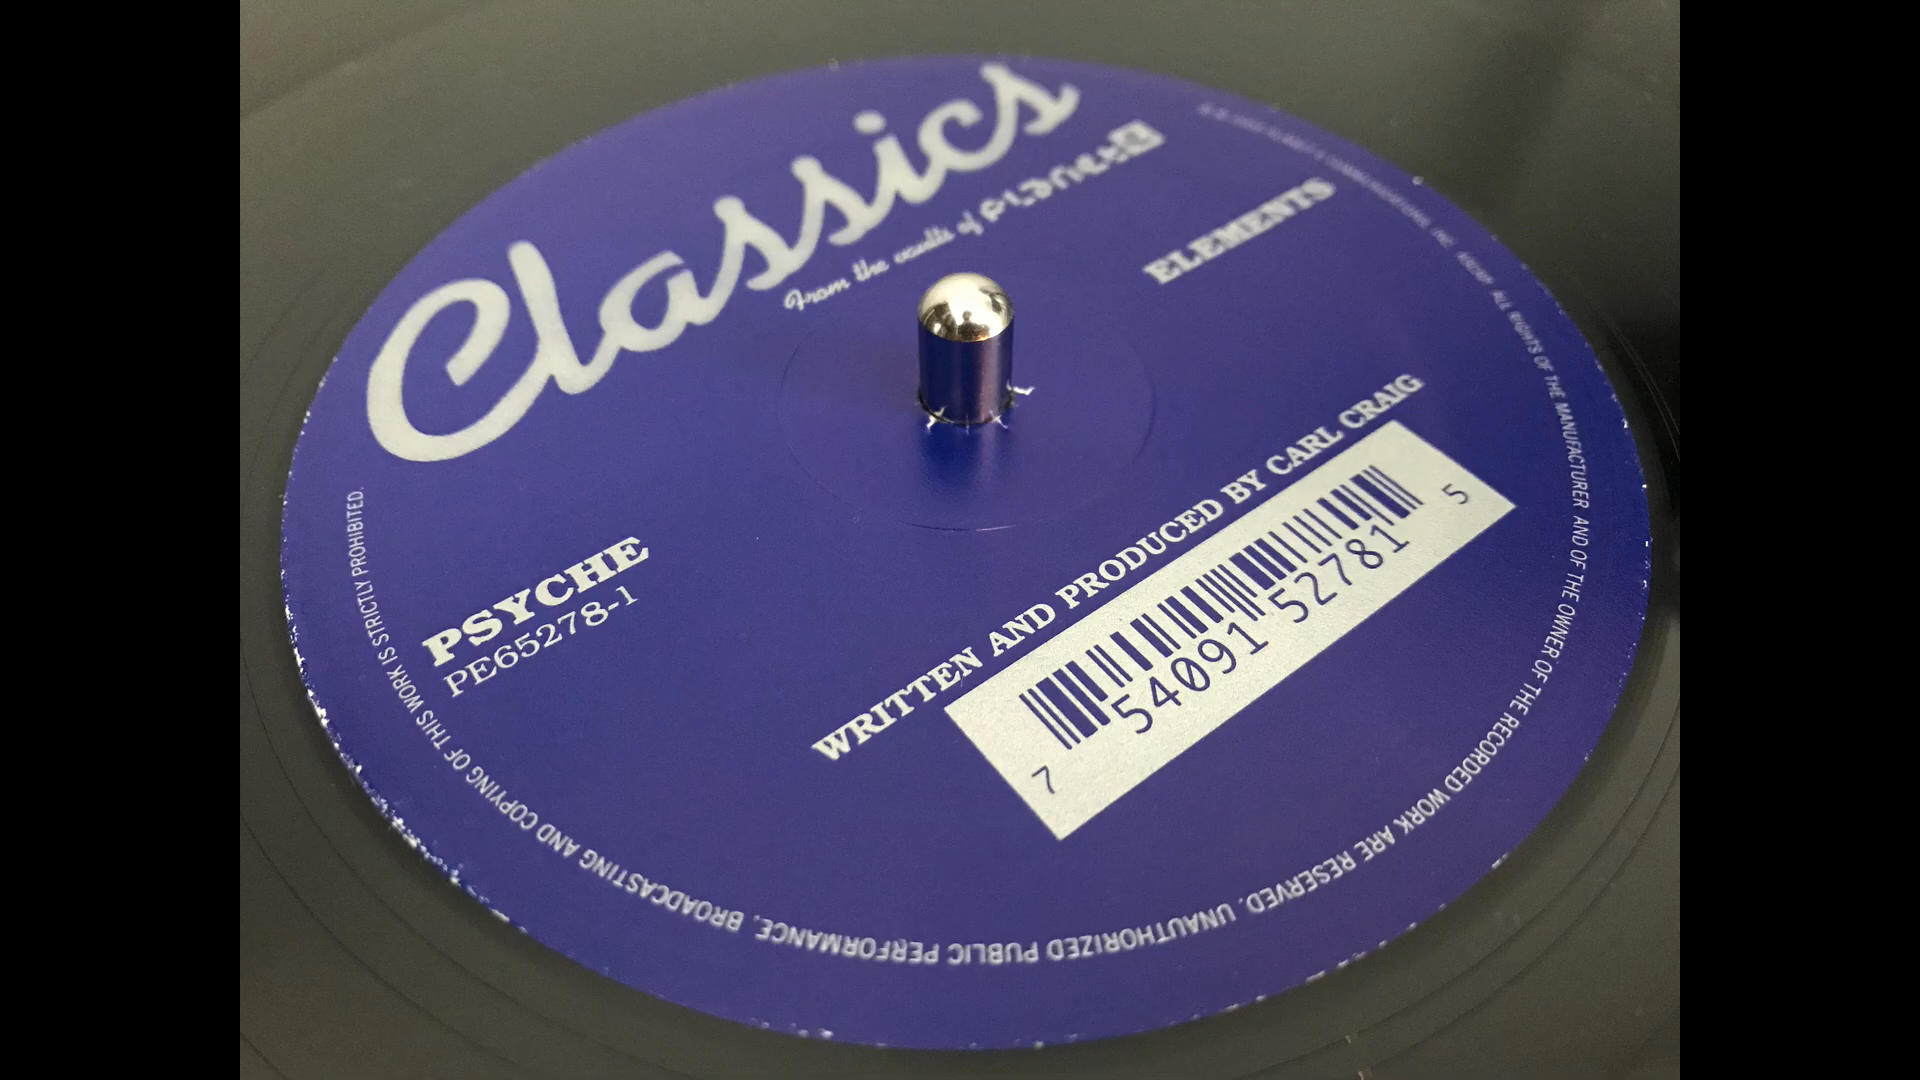 Classics
From the vaults of PLANET E
ELEMENTS
PSYCHE
PE65278-1
WRITTEN AND PRODUCED BY CARL CRAIG
7 54091 52781 5
ALL RIGHTS OF THE MANUFACTURER AND OF THE OWNER OF THE RECORDED WORK ARE RESERVED. UNAUTHORIZED PUBLIC PERFORMANCE, BROADCASTING AND COPYING OF THIS WORK IS STRICTLY PROHIBITED.